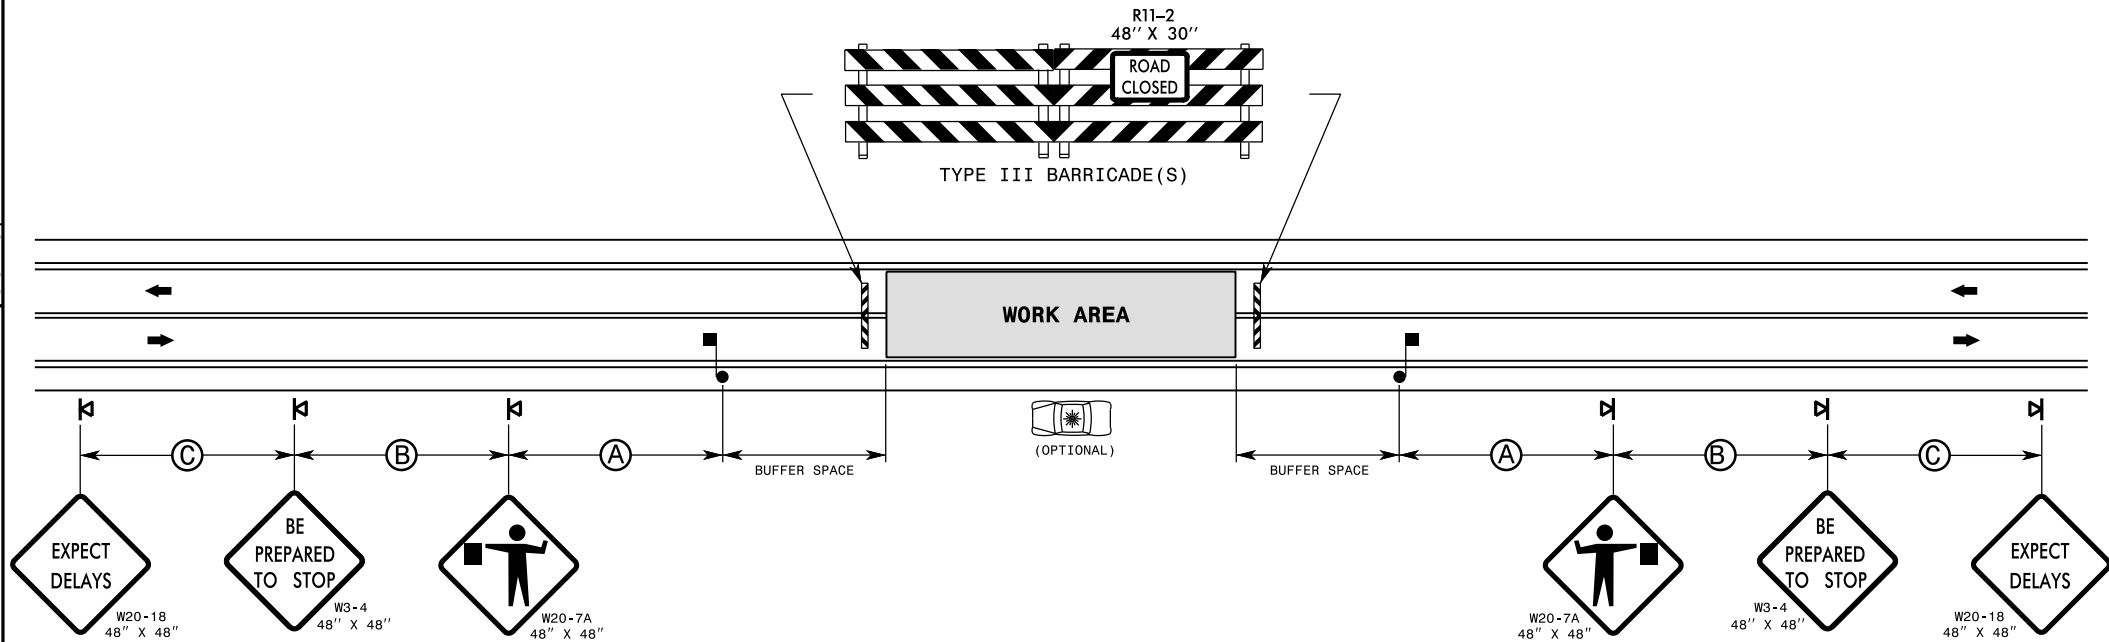 R11-2
48'' X 30''
ROAD
CLOSED
TYPE III BARRICADE(S)
WORK AREA
(OPTIONAL)
C
B
A
BUFFER SPACE
BUFFER SPACE
A
B
C
EXPECT
DELAYS
W20-18
48'' X 48''
BE
PREPARED
TO STOP
W3-4
48'' X 48''
W20-7A
48'' X 48''
W20-7A
48'' X 48''
BE
PREPARED
TO STOP
W3-4
48'' X 48''
EXPECT
DELAYS
W20-18
48'' X 48''